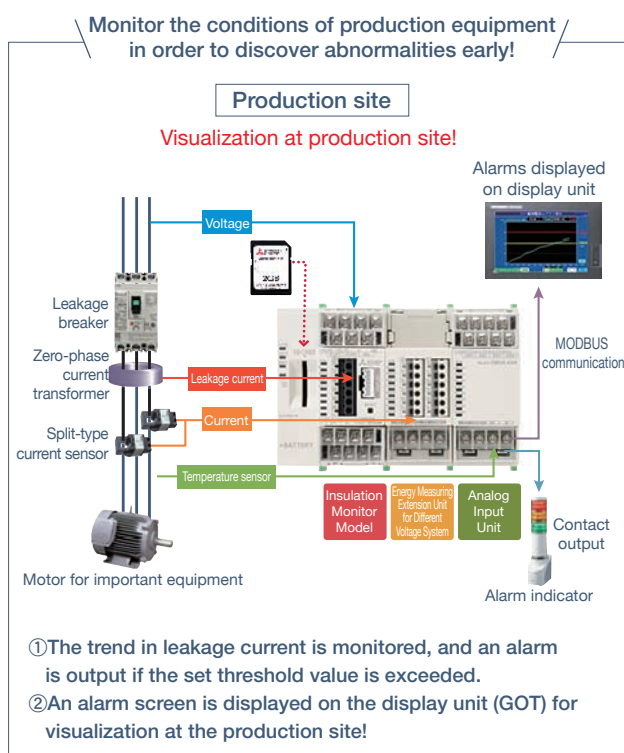 Monitor the conditions of production equipment
in order to discover abnormalities early!
Production site
Visualization at production site!
Alarms displayed
on display unit
Voltage
2GB
Leakage
breaker
MODBUS
communication
Zero-phase
current
transformer
Leakage current
Current
Split-type
current sensor
BATTERY
Temperature sensor
Insulation
Monitor
Model
Energy Measuring
Extension Unit
for Different
Voltage System
Analog
Input
Unit
Contact
output
Motor for important equipment
Alarm indicator
①The trend in leakage current is monitored, and an alarm
is output if the set threshold value is exceeded.
②An alarm screen is displayed on the display unit (GOT) for
visualization at the production site!